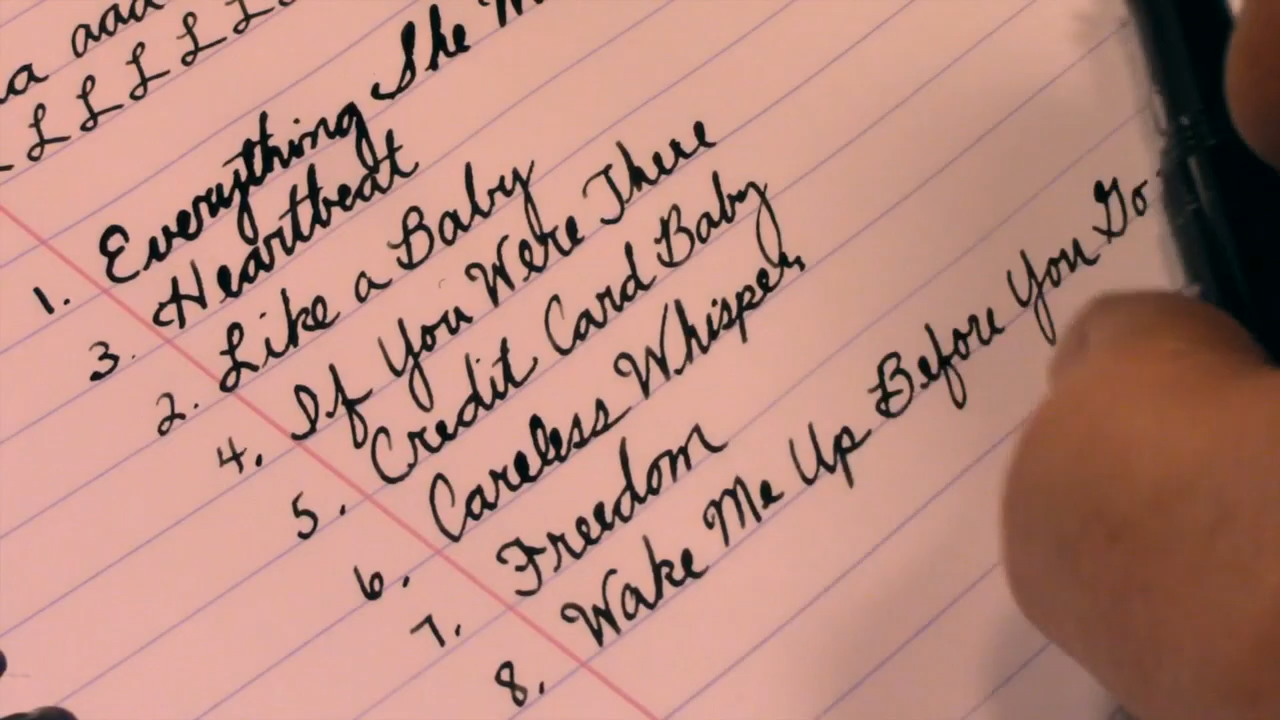 a aaa
L L L L L
1. Everything She
3. Heartbeat
2. Like a Baby
4. If You Were There
5. Credit Card Baby
6. Careless Whisper
7. Freedom
8. Wake Me Up Before You Go